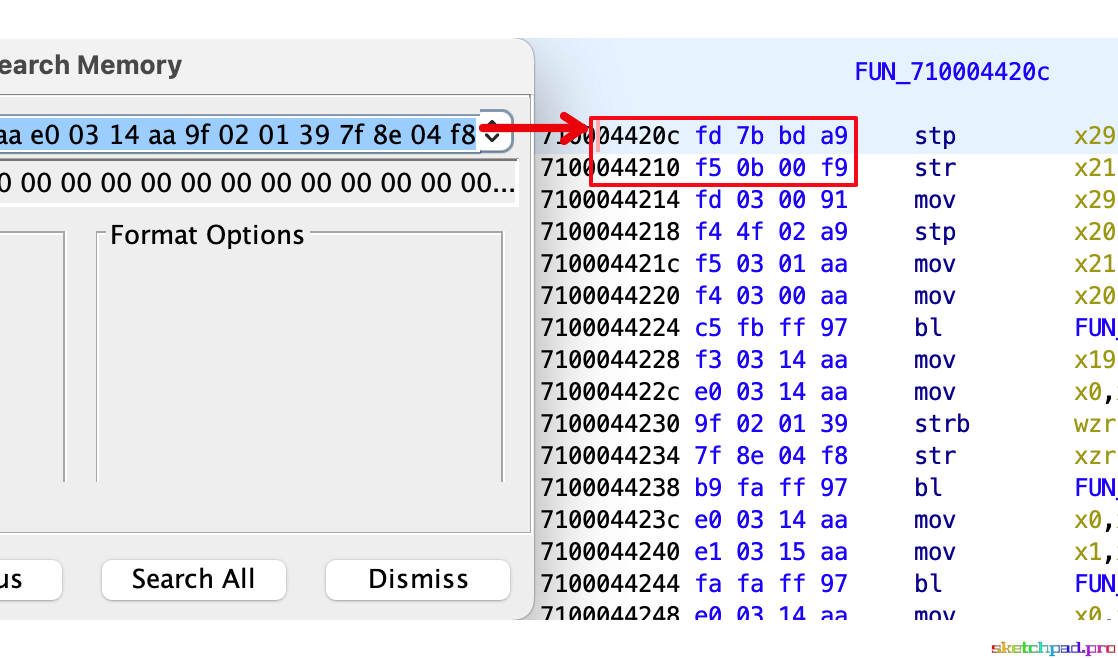 earch Memory
aa e0 03 14 aa 9f 02 01 39 7f 8e 04 f8
0 00 00 00 00 00 00 00 00 00 00 00 00...
Format Options
us
Search All
Dismiss
FUN_710004420c
710004420c fd 7b bd a9 stp x29
7100044210 f5 0b 00 f9 str x21
7100044214 fd 03 00 91 mov x29
7100044218 f4 4f 02 a9 stp x20
710004421c f5 03 01 aa mov x21
7100044220 f4 03 00 aa mov x20
7100044224 c5 fb ff 97 bl FUN_
7100044228 f3 03 14 aa mov x19
710004422c e0 03 14 aa mov x0,
7100044230 9f 02 01 39 strb wzr
7100044234 7f 8e 04 f8 str xzr
7100044238 b9 fa ff 97 bl FUN_
710004423c e0 03 14 aa mov x0,
7100044240 e1 03 15 aa mov x1,
7100044244 fa fa ff 97 bl FUN_
7100044248 e0 03 14 aa mov x0,
sketchpad.pro